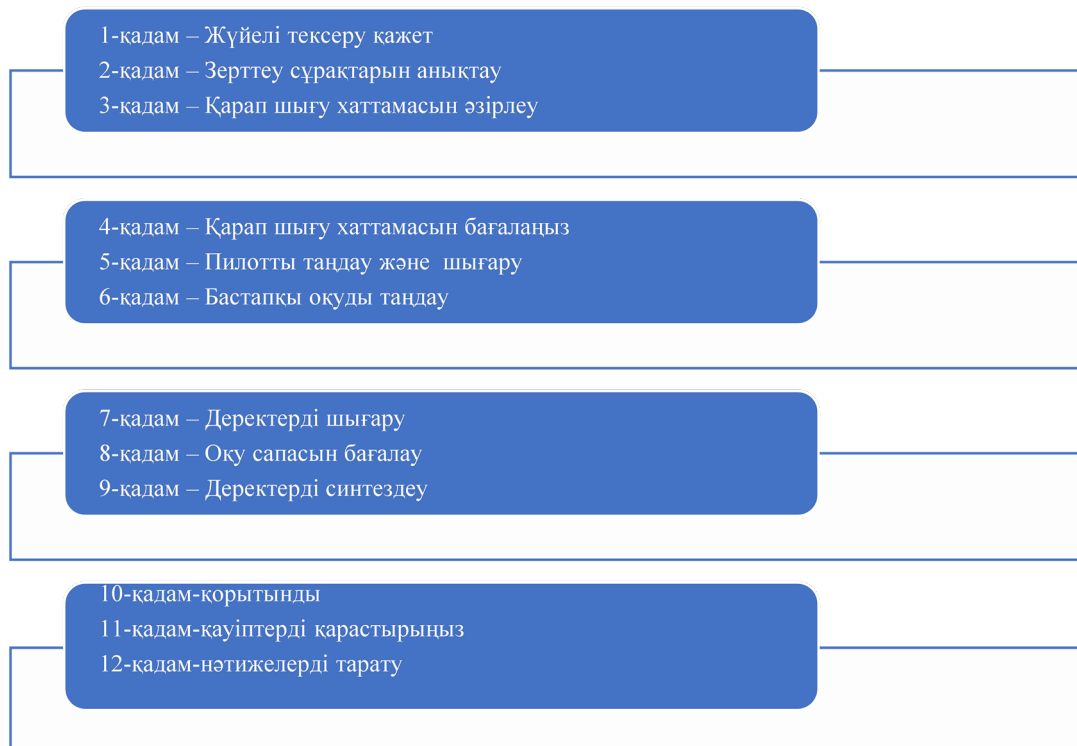 1-қадам – Жүйелі тексеру қажет
2-қадам – Зерттеу сұрақтарын анықтау
3-қадам – Қарап шығу хаттамасын әзірлеу
4-қадам – Қарап шығу хаттамасын бағалаңыз
5-қадам – Пилотты таңдау және  шығару
6-қадам – Бастапқы оқуды таңдау
7-қадам – Деректерді шығару
8-қадам – Оқу сапасын бағалау
9-қадам – Деректерді синтездеу
10-қадам-қорытынды
11-қадам-қауіптерді қарастырыңыз
12-қадам-нәтижелерді тарату